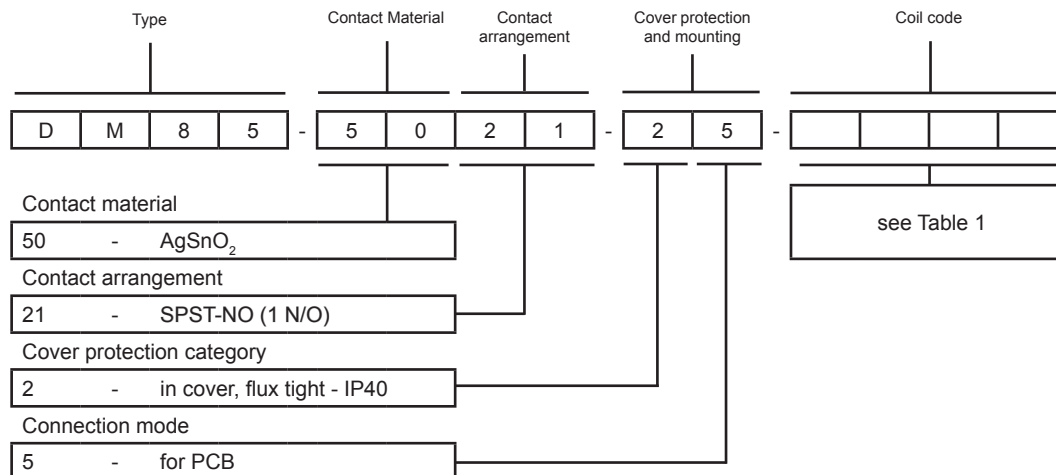 Type
Contact Material
Contact
arrangement
Cover protection
and mounting
Coil code
D M 8 5 - 5 0 2 1 - 2 5 -
Contact material
50 - AgSnO₂
see Table 1
Contact arrangement
21 - SPST-NO (1 N/O)
Cover protection category
2 - in cover, flux tight - IP40
Connection mode
5 - for PCB